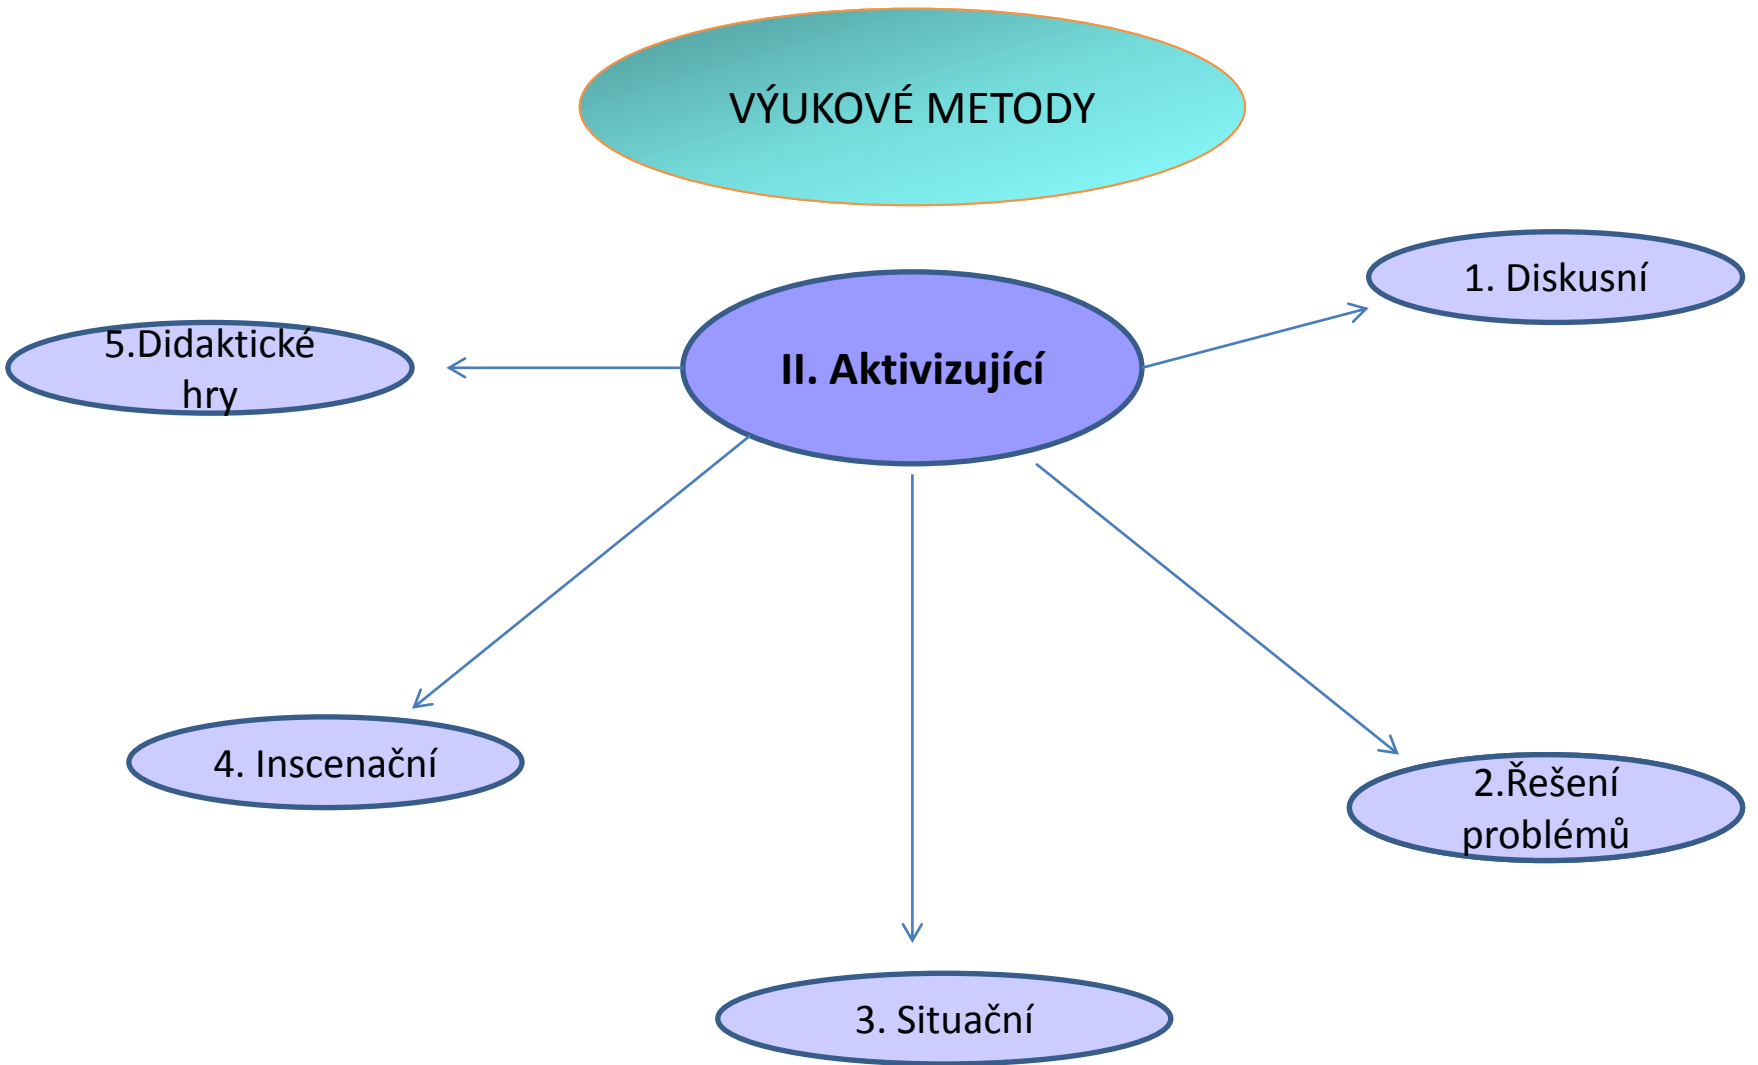 VÝUKOVÉ METODY
II. Aktivizující
1. Diskusní
2.Řešení
problémů
3. Situační
4. Inscenační
5.Didaktické
hry